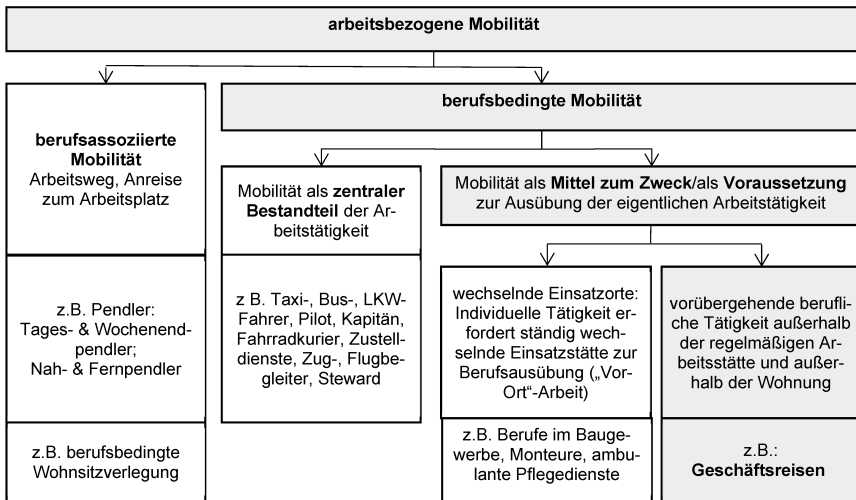 arbeitsbezogene Mobilität
berufsassoziierte
Mobilität
Arbeitsweg, Anreise
zum Arbeitsplatz
z.B. Pendler:
Tages- & Wochenend-
pendler;
Nah- & Fernpendler
z.B. berufsbedingte
Wohnsitzverlegung
berufsbedingte Mobilität
Mobilität als zentraler
Bestandteil der Ar-
beitstätigkeit
z B. Taxi-, Bus-, LKW-
Fahrer, Pilot, Kapitän,
Fahrradkurier, Zustell-
dienste, Zug-, Flugbe-
gleiter, Steward
Mobilität als Mittel zum Zweck/als Voraussetzung
zur Ausübung der eigentlichen Arbeitstätigkeit
wechselnde Einsatzorte:
Individuelle Tätigkeit er-
fordert ständig wech-
selnde Einsatzstätte zur
Berufsausübung („Vor-
Ort“-Arbeit)
z.B. Berufe im Bauge-
werbe, Monteure, ambu-
lante Pflegedienste
vorübergehende berufli-
che Tätigkeit außerhalb
der regelmäßigen Ar-
beitsstätte und außer-
halb der Wohnung
z.B.:
Geschäftsreisen